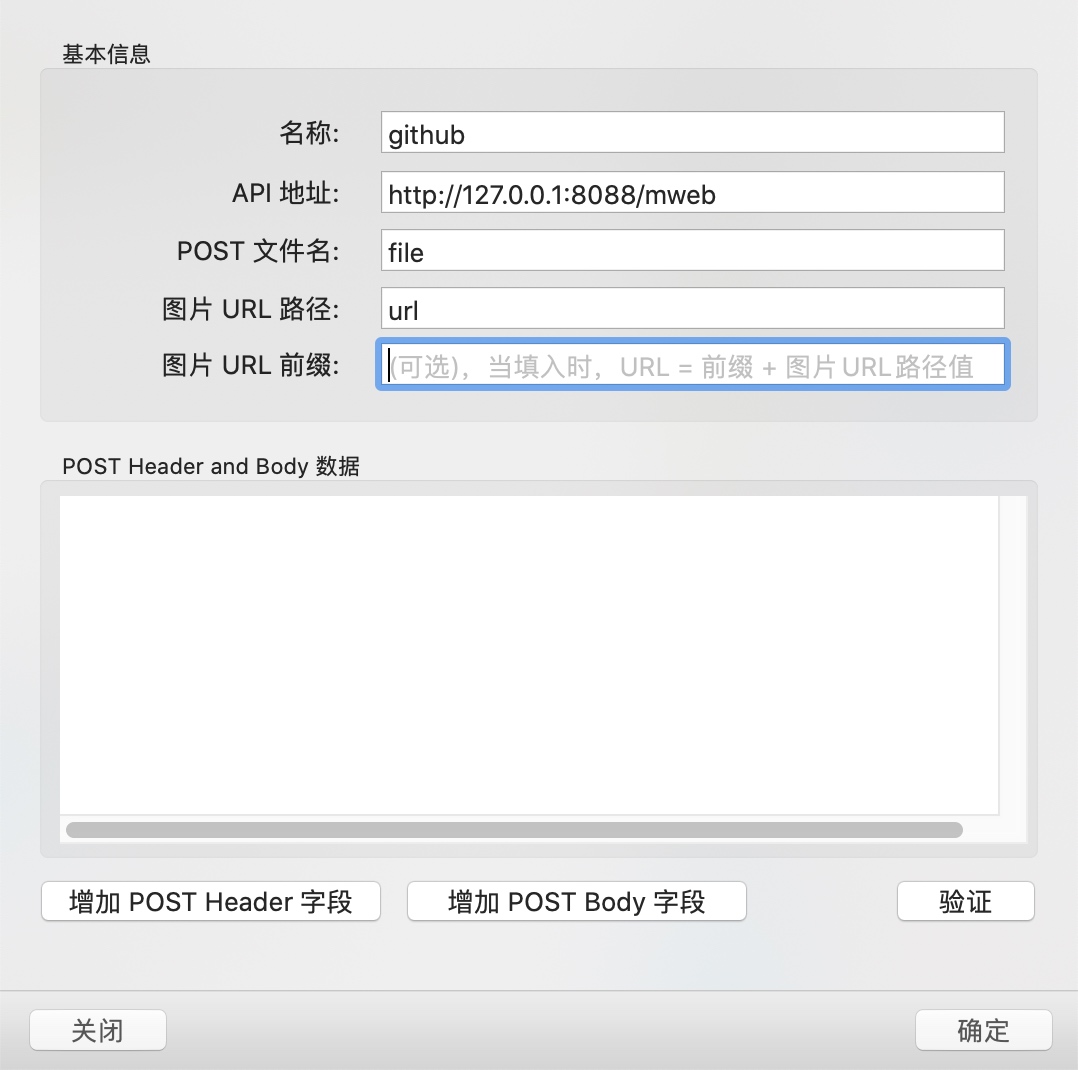 基本信息
名称: github
API 地址: http://127.0.0.1:8088/mweb
POST 文件名: file
图片 URL 路径: url
图片 URL 前缀: (可选)，当填入时，URL = 前缀 + 图片URL路径值
POST Header and Body 数据
增加 POST Header 字段 增加 POST Body 字段 验证
关闭 确定